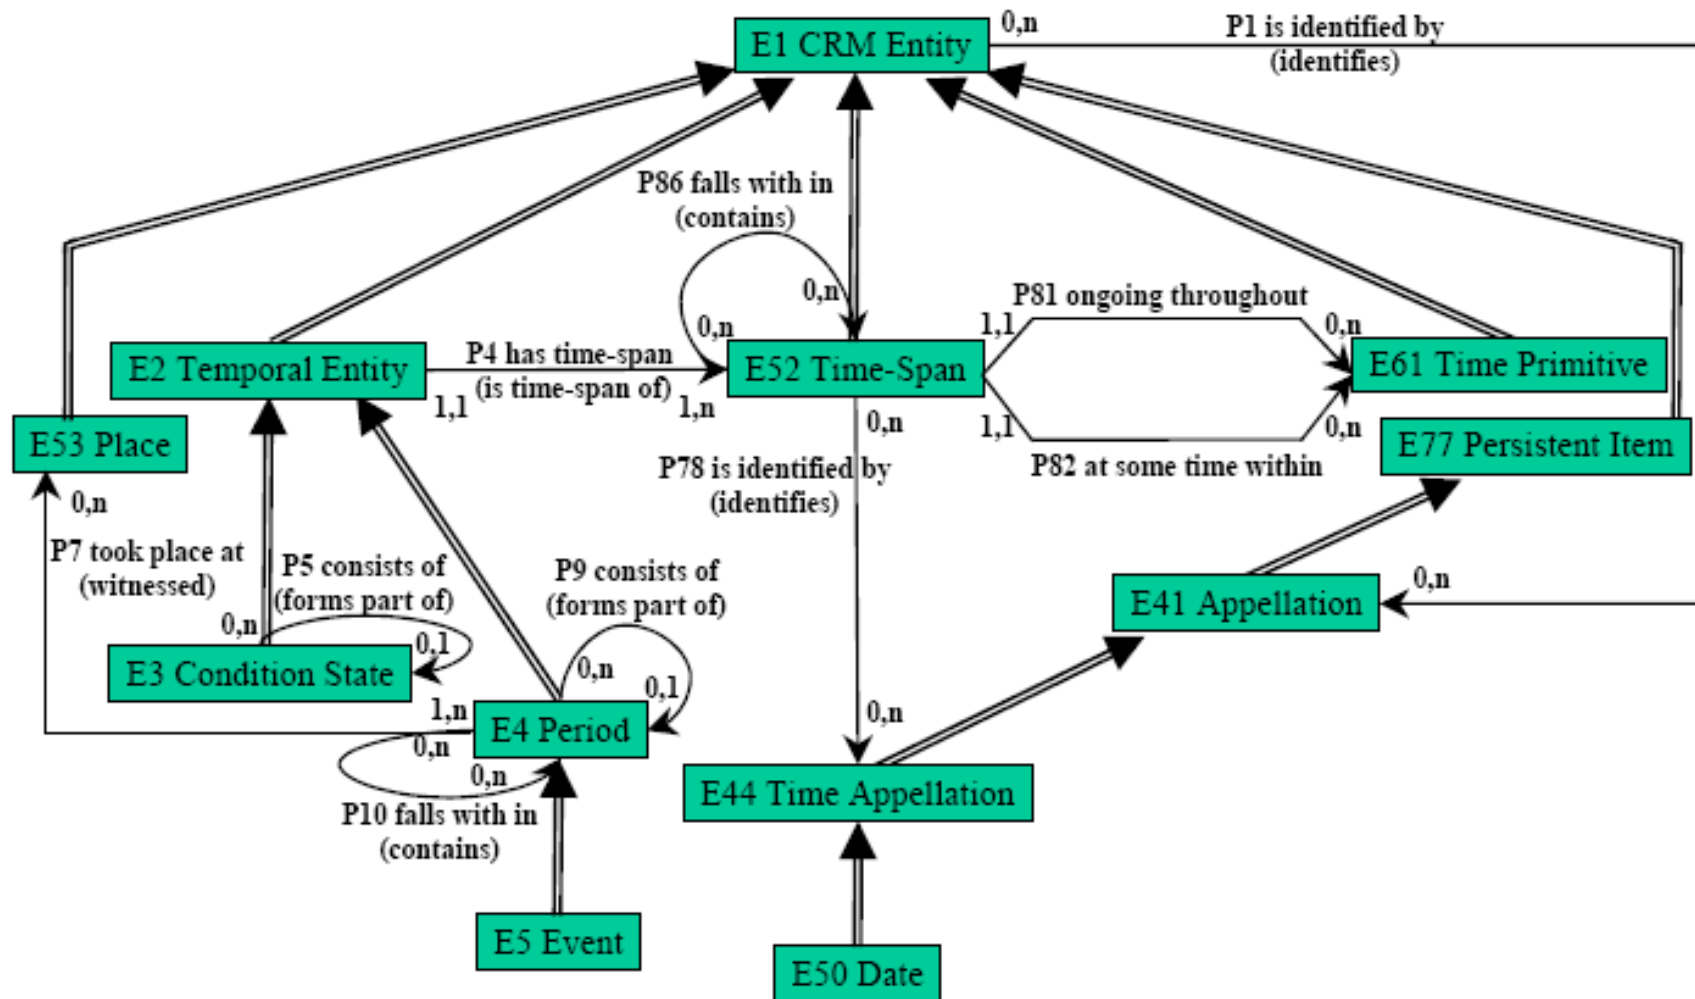 0,n
P1 is identified by
E1 CRM Entity
(identifies)
P86 falls with in
(contains)
0,n
P81 ongoing throughout
0,n
1,1
0,n
P4 has time-span
E2 Temporal Entity
E52 Time-Span
E61 Time Primitive
(is time-span of)
1,1
1,n
0,n
1,1
0,n
E53 Place
E77 Persistent Item
P78 is identified by
P82 at some time within
(identifies)
0,n
P7 took place at
(witnessed)
P5 consists of
(forms part of)
P9 consists of
(forms part of)
0,n
E41 Appellation
0,n
0,1
E3 Condition State
0,n
0,1
1,n
0,n
E4 Period
0,n
0,n
E44 Time Appellation
P10 falls with in
(contains)
E5 Event
E50 Date